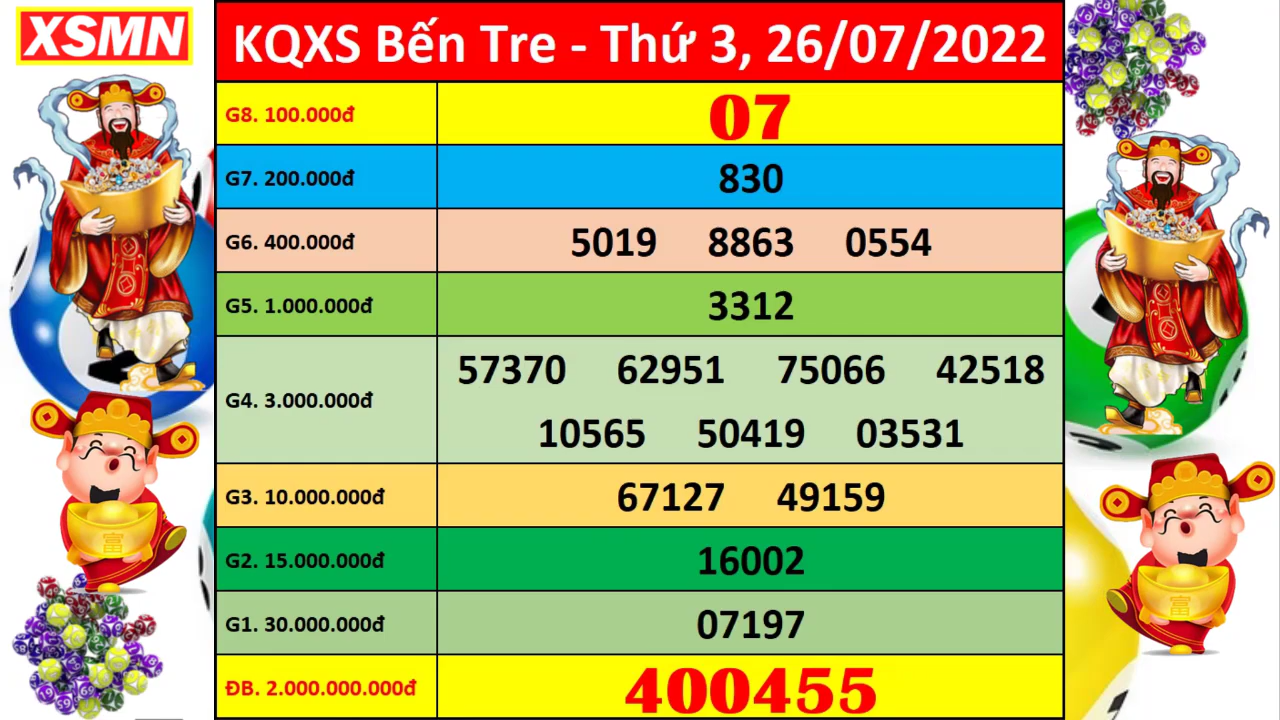 XSMN
KQXS Bến Tre - Thứ 3, 26/07/2022
G8. 100.000đ
07
G7. 200.000đ
830
G6. 400.000đ
5019 8863 0554
G5. 1.000.000đ
3312
G4. 3.000.000đ
57370 62951 75066 42518
10565 50419 03531
G3. 10.000.000đ
67127 49159
G2. 15.000.000đ
16002
G1. 30.000.000đ
07197
ĐB. 2.000.000.000đ
400455
富
富